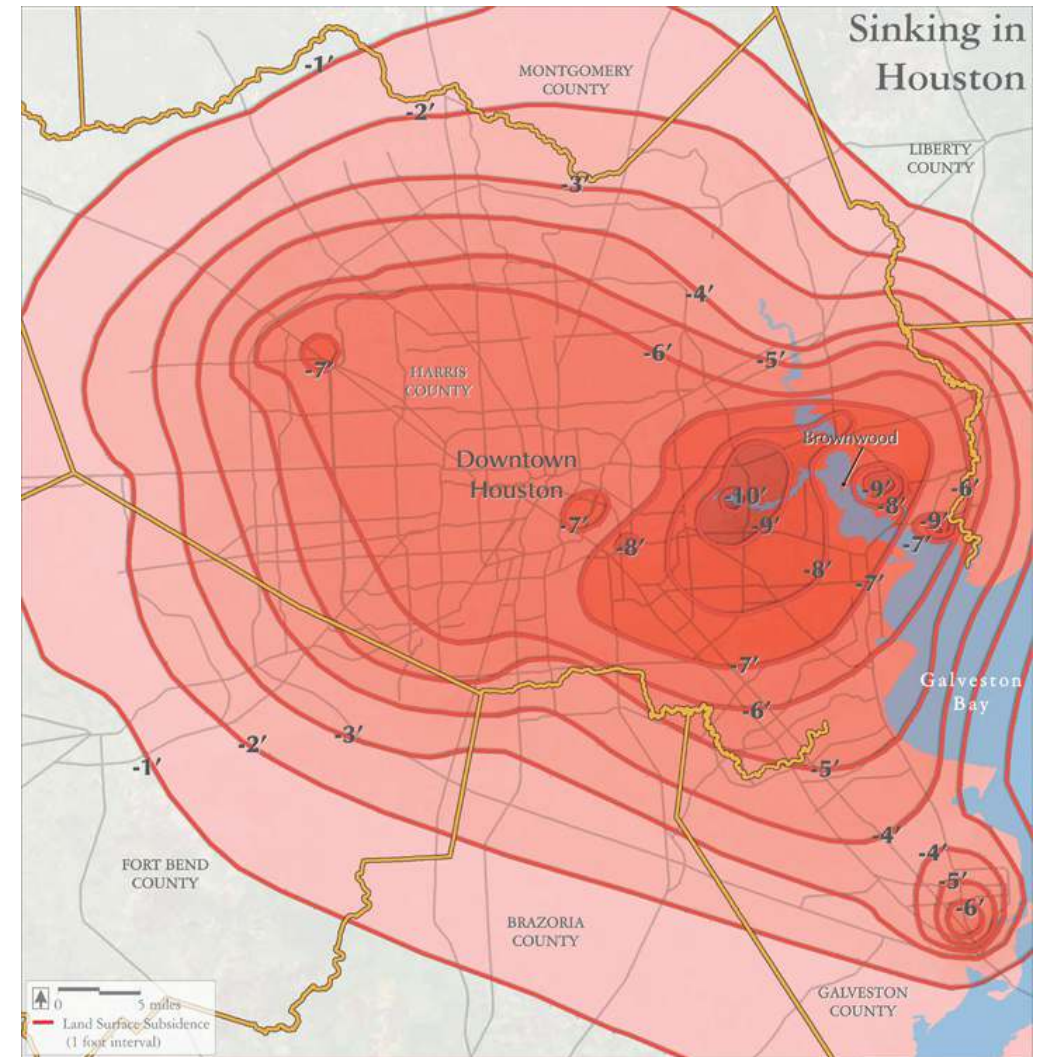 Sinking in
Houston
-1'
MONTGOMERY
COUNTY
-2'
LIBERTY
COUNTY
-3'
-4'
-6'
-5'
-7'
HARRIS
COUNTY
Brownwood
Downtown
Houston
-10'
-9'
-6'
-8'
-7'
-9'
-9'
-8'
-7'
-8'
-7'
-7'
Galveston
Bay
-6'
-3'
-2'
-1'
-5'
-4'
-4'
-5'
-6'
FORT BEND
COUNTY
BRAZORIA
COUNTY
GALVESTON
COUNTY
0 5 miles
Land Surface Subsidence
(1 foot interval)